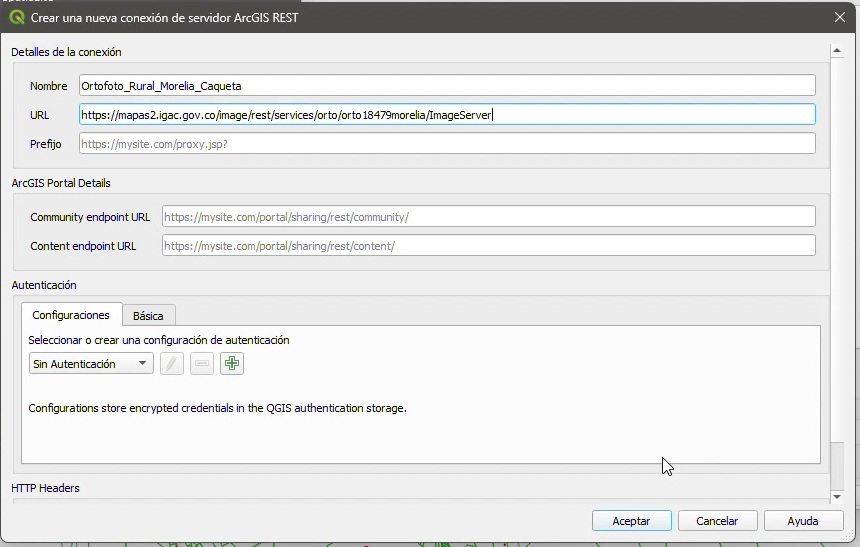 Crear una nueva conexión de servidor ArcGIS REST
Detalles de la conexión
Nombre Ortofoto_Rural_Morelia_Caqueta
URL https://mapas2.igac.gov.co/image/rest/services/orto/orto18479morelia/ImageServer
Prefijo https://mysite.com/proxy.jsp?
ArcGIS Portal Details
Community endpoint URL https://mysite.com/portal/sharing/rest/community/
Content endpoint URL https://mysite.com/portal/sharing/rest/content/
Autenticación
Configuraciones Básica
Seleccionar o crear una configuración de autenticación
Sin Autenticación
Configurations store encrypted credentials in the QGIS authentication storage.
HTTP Headers
Aceptar Cancelar Ayuda